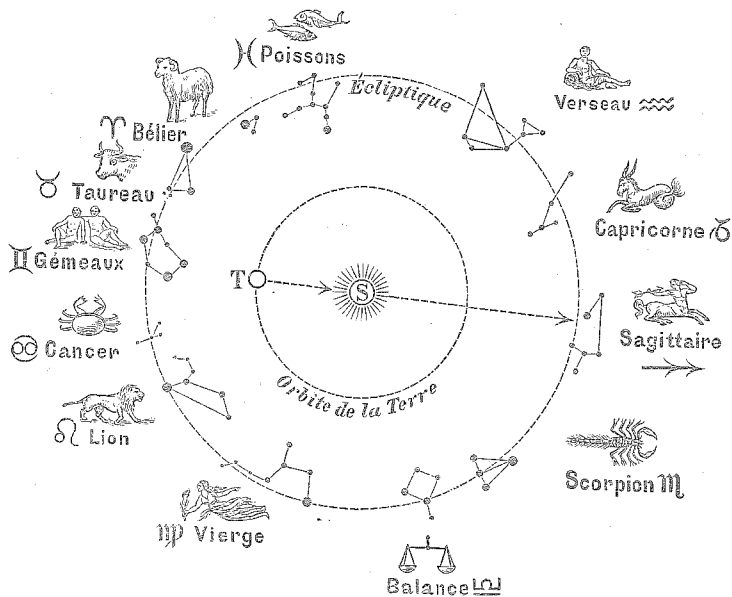 ♓ Poissons
Écliptique
Verseau ♒
♈ Bélier
♉ Taureau
Capricorne ♑
♊ Gémeaux
T
S
Sagittaire
♋ Cancer
Orbite de la Terre
♌ Lion
Scorpion ♏
♍ Vierge
Balance ♎